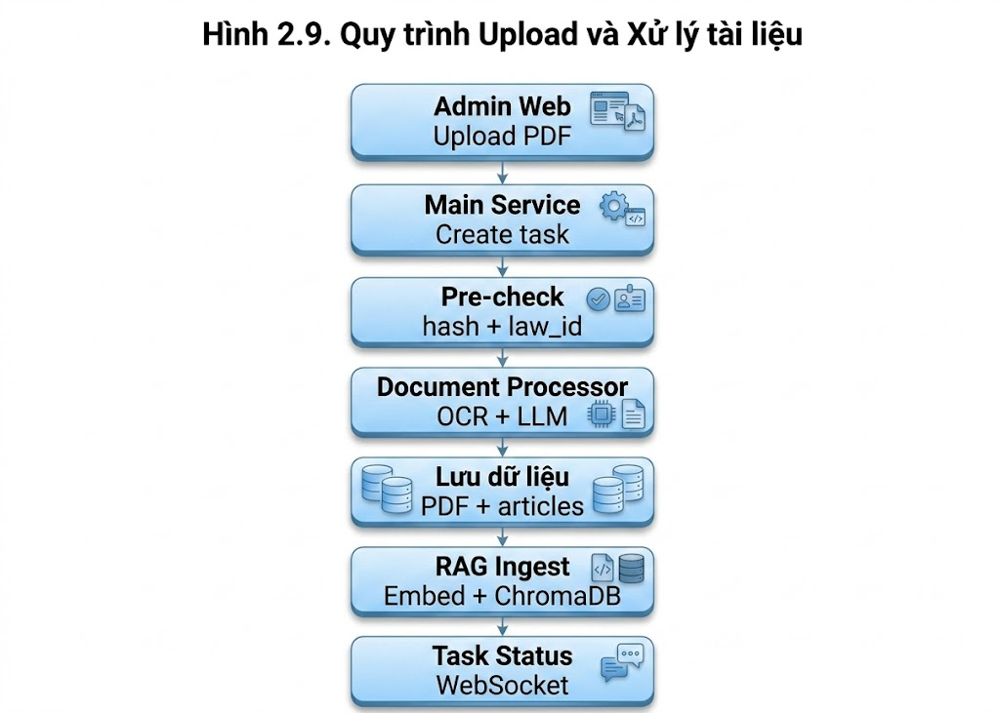 Hình 2.9. Quy trình Upload và Xử lý tài liệu
Admin Web
Upload PDF
Main Service
Create task
Pre-check
hash + law_id
Document Processor
OCR + LLM
Lưu dữ liệu
PDF + articles
RAG Ingest
Embed + ChromaDB
Task Status
WebSocket